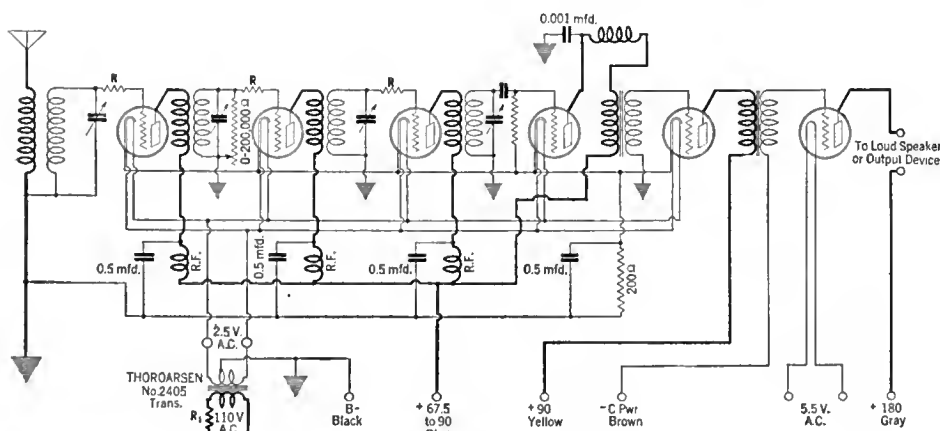 0.001 mfd.
R
R
R
0-200,000Ω
To Loud Speaker
or Output Device
0.5 mfd.
R.F.
0.5 mfd.
R.F.
0.5 mfd.
R.F.
0.5 mfd.
200Ω
2.5 V.
A.C.
THOROARSEN
No.2405
Trans.
R₁
110 V
A.C.
B-
Black
+ 67.5
to 90
+ 90
Yellow
-C Pwr
Brown
5.5 V.
A.C.
+ 180
Gray